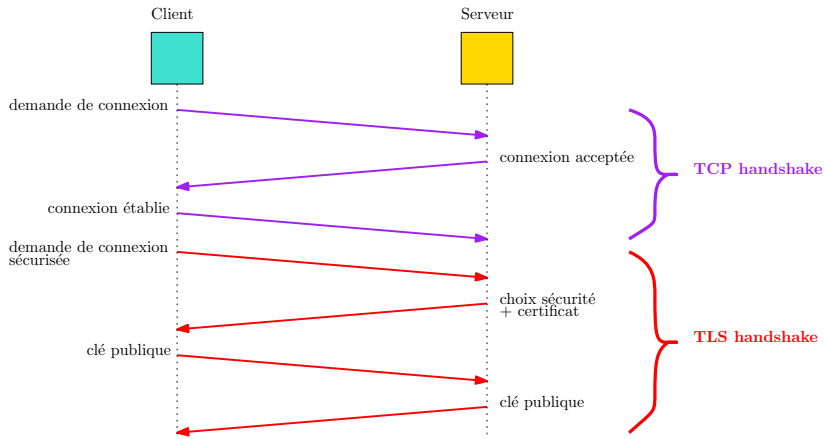 Client
Serveur
demande de connexion
connexion acceptée
TCP handshake
connexion établie
demande de connexion
sécurisée
choix sécurité
+ certificat
TLS handshake
clé publique
clé publique